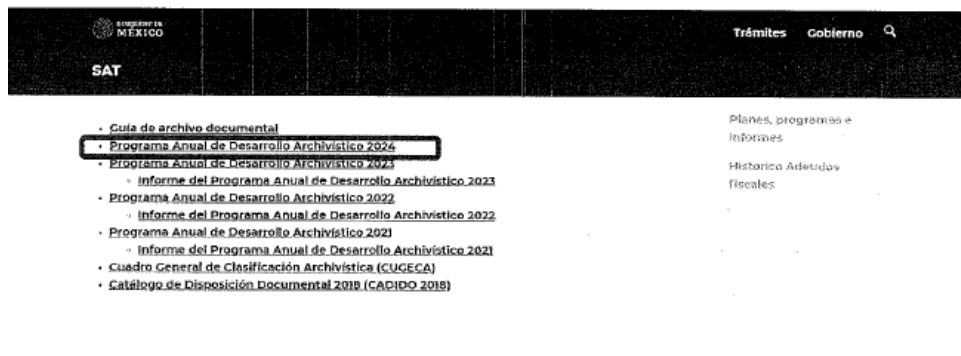 GOBIERNO DE
MÉXICO
Trámites Gobierno
SAT
• Guía de archivo documental
• Programa Anual de Desarrollo Archivístico 2024
• Programa Anual de Desarrollo Archivístico 2023
◦ Informe del Programa Anual de Desarrollo Archivístico 2023
• Programa Anual de Desarrollo Archivístico 2022
◦ Informe del Programa Anual de Desarrollo Archivístico 2022
• Programa Anual de Desarrollo Archivístico 2021
◦ Informe del Programa Anual de Desarrollo Archivístico 2021
• Cuadro General de Clasificación Archivística (CUGECA)
• Catálogo de Disposición Documental 2018 (CADIDO 2018)
Planes, programas e
informes
Histórico Adeudos
fiscales